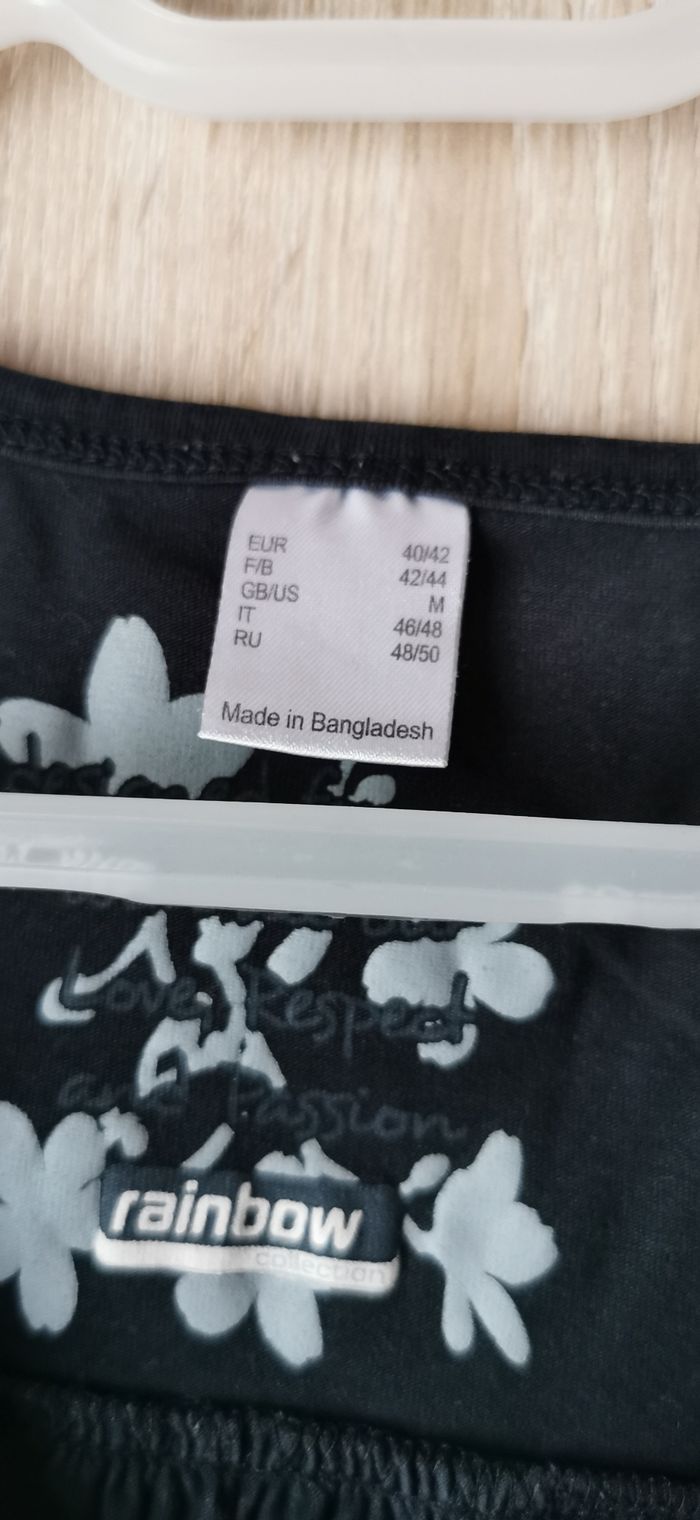 EUR 40/42
F/B 42/44
GB/US M
IT 46/48
RU 48/50
Made in Bangladesh
designed
Love, Respect
and Passion
rainbow
collection